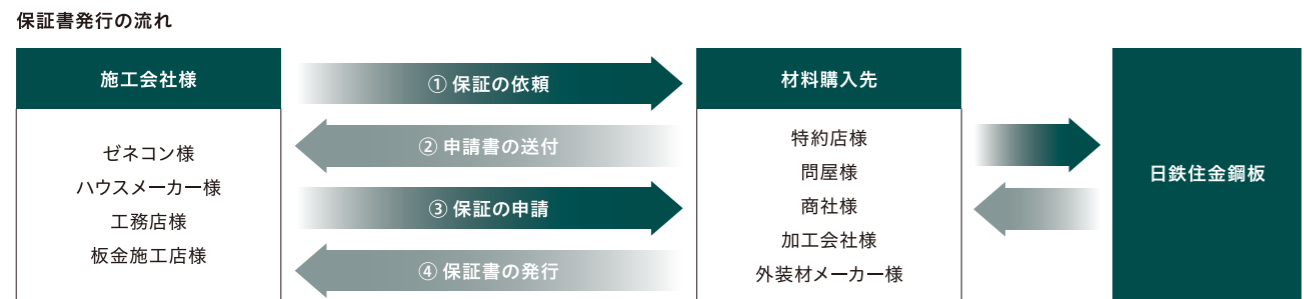 保証書発行の流れ
施工会社様
ゼネコン様
ハウスメーカー様
工務店様
板金施工店様
① 保証の依頼
② 申請書の送付
③ 保証の申請
④ 保証書の発行
材料購入先
特約店様
問屋様
商社様
加工会社様
外装材メーカー様
日鉄住金鋼板